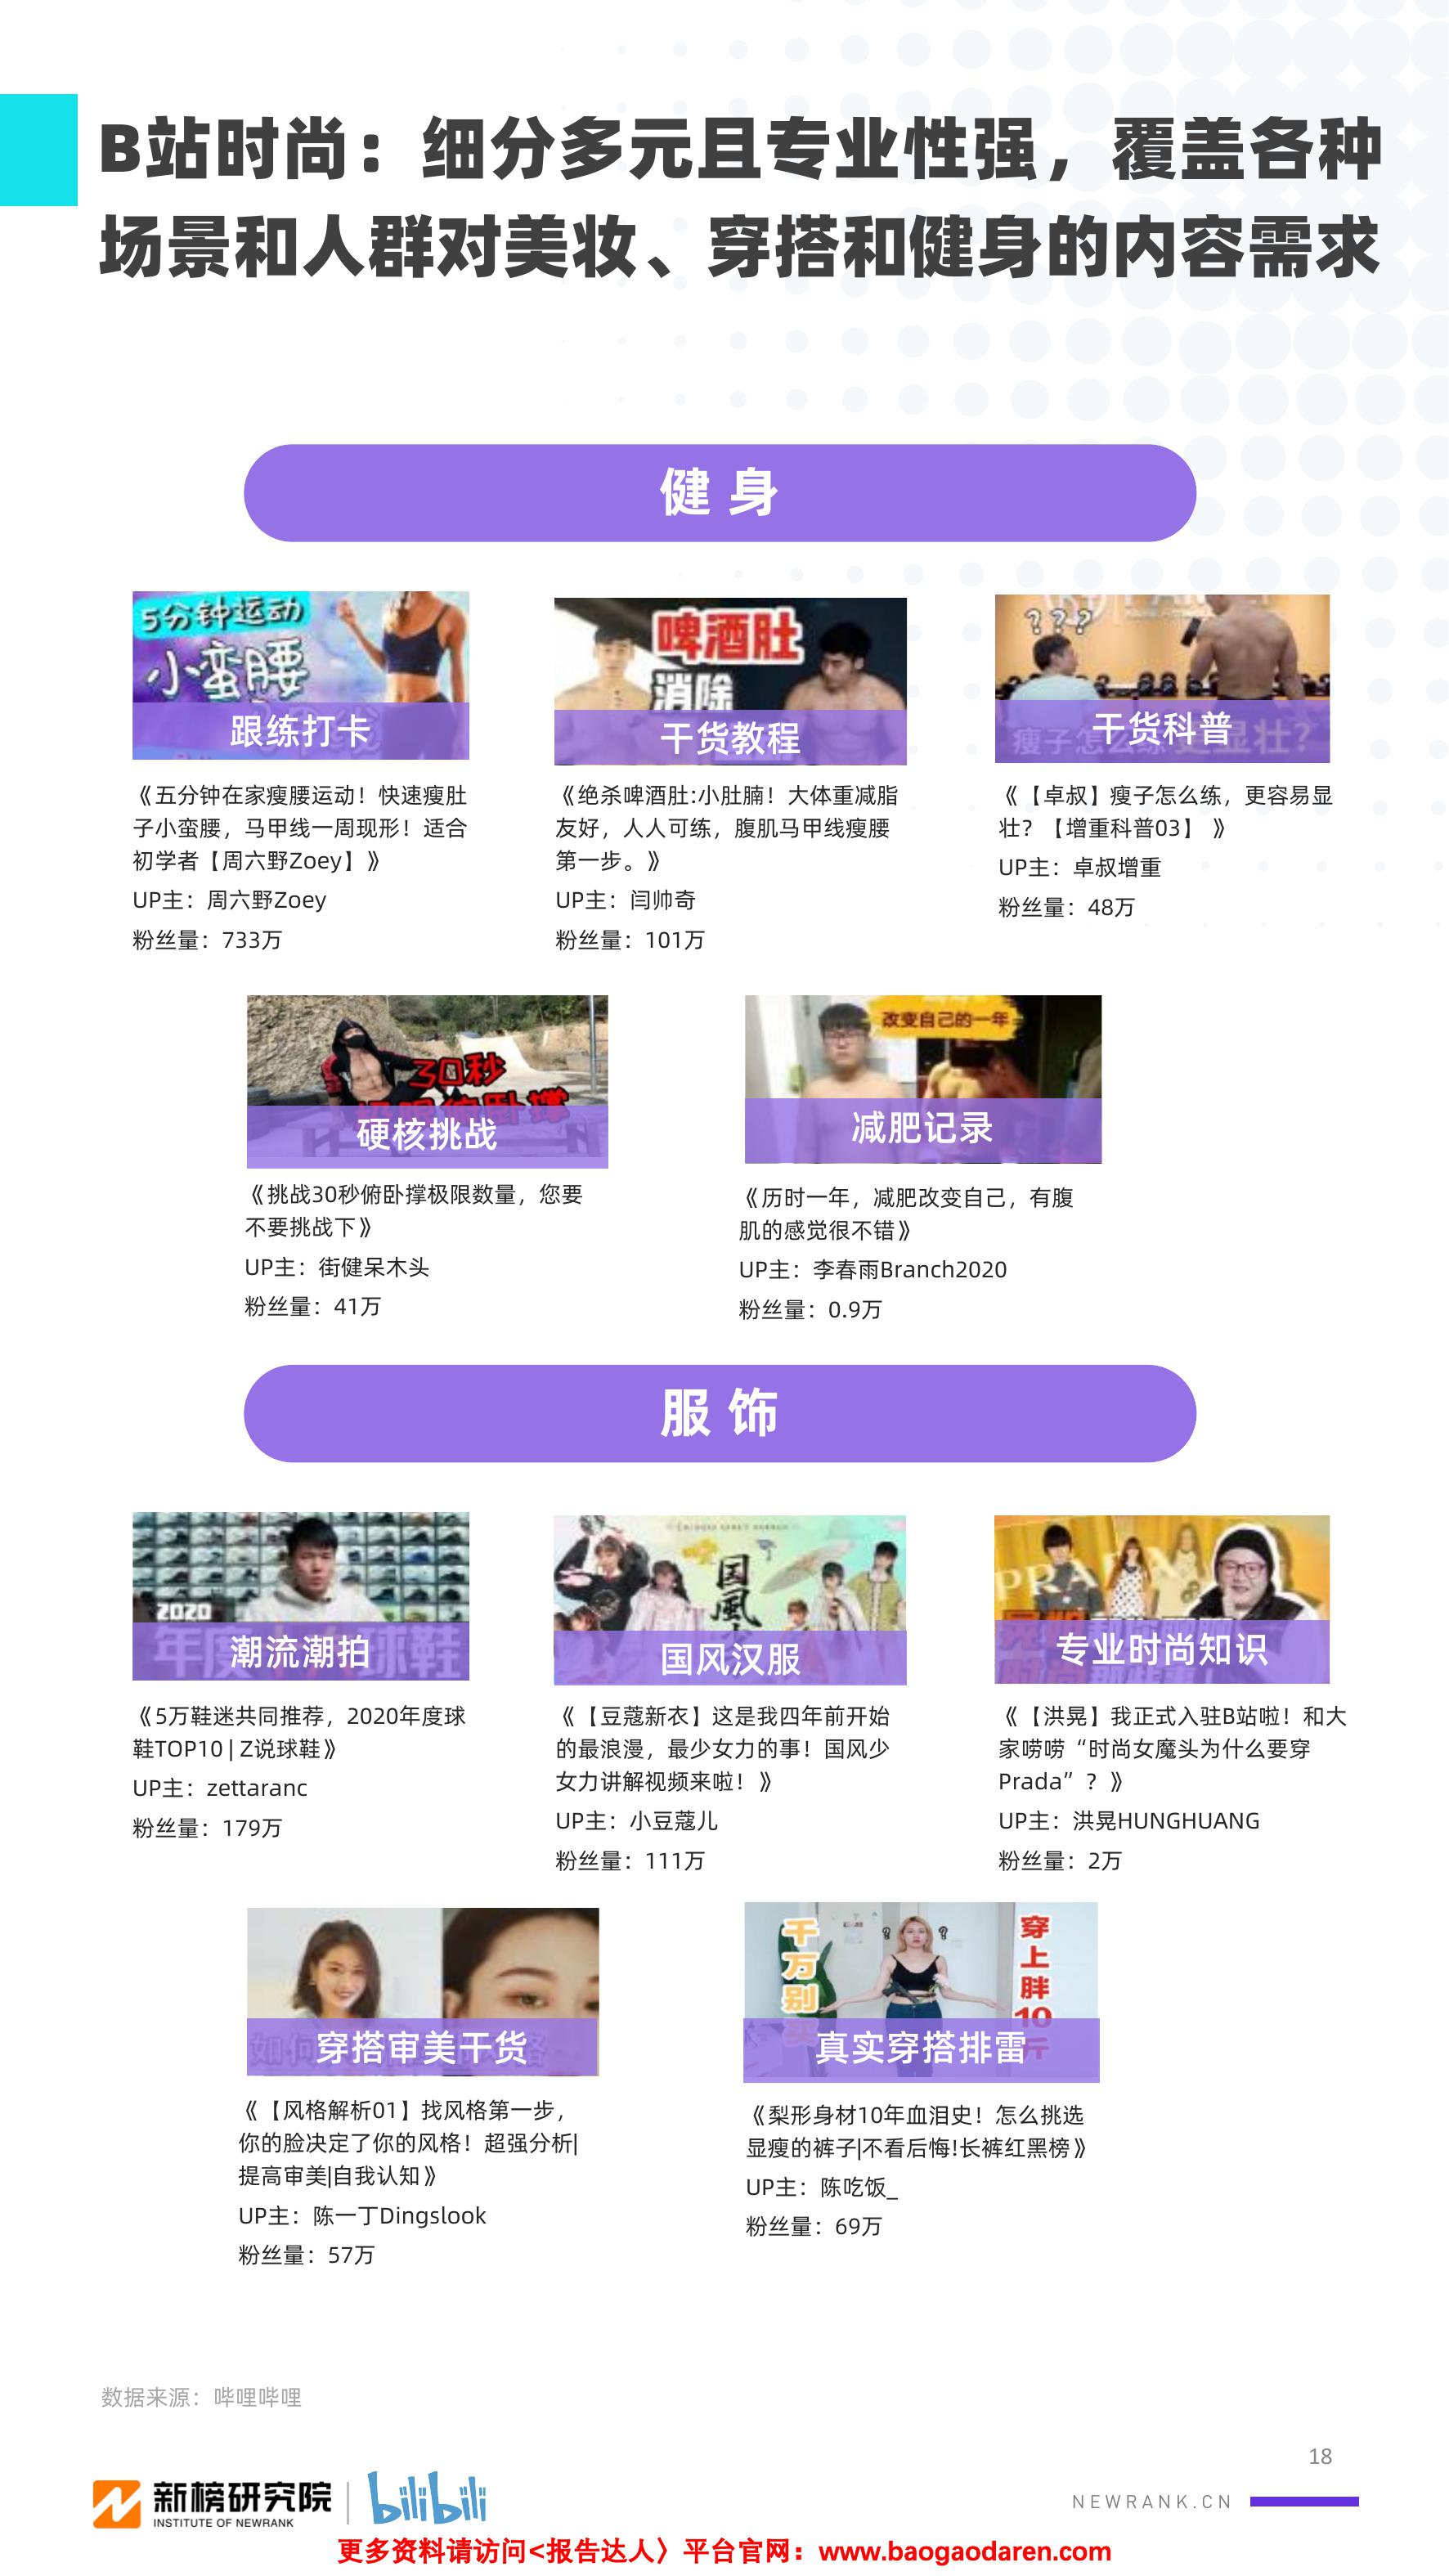 B站时尚：细分多元且专业性强，覆盖各种
场景和人群对美妆、穿搭和健身的内容需求
健身
5分钟运动
小蛮腰
跟练打卡
啤酒肚
消除
干货教程
???
干货科普
《五分钟在家瘦腰运动！快速瘦肚
子小蛮腰，马甲线一周现形！适合
初学者【周六野Zoey】》
UP主：周六野Zoey
粉丝量：733万
《绝杀啤酒肚:小肚腩！大体重减脂
友好，人人可练，腹肌马甲线瘦腰
第一步。》
UP主：闫帅奇
粉丝量：101万
《【卓叔】瘦子怎么练，更容易显
壮？【增重科普03】 》
UP主：卓叔增重
粉丝量：48万
30秒
硬核挑战
改变自己的一年
减肥记录
《挑战30秒俯卧撑极限数量，您要
不要挑战下》
UP主：街健呆木头
粉丝量：41万
《历时一年，减肥改变自己，有腹
肌的感觉很不错》
UP主：李春雨Branch2020
粉丝量：0.9万
服饰
2020
潮流潮拍
国風
国风汉服
PRADA
专业时尚知识
《5万鞋迷共同推荐，2020年度球
鞋TOP10 | Z说球鞋》
UP主：zettaranc
粉丝量：179万
《【豆蔻新衣】这是我四年前开始
的最浪漫，最少女力的事！国风少
女力讲解视频来啦！》
UP主：小豆蔻儿
粉丝量：111万
《【洪晃】我正式入驻B站啦！和大
家唠唠“时尚女魔头为什么要穿
Prada”？》
UP主：洪晃HUNGHUANG
粉丝量：2万
穿搭审美干货
千万别
穿上胖10斤
真实穿搭排雷
《【风格解析01】找风格第一步，
你的脸决定了你的风格！超强分析|
提高审美|自我认知》
UP主：陈一丁Dingslook
粉丝量：57万
《梨形身材10年血泪史！怎么挑选
显瘦的裤子|不看后悔!长裤红黑榜》
UP主：陈吃饭_
粉丝量：69万
数据来源：哔哩哔哩
18
新榜研究院
INSTITUTE OF NEWRANK
bilibili
NEWRANK.CN
更多资料请访问<报告达人〉平台官网：www.baogaodaren.com